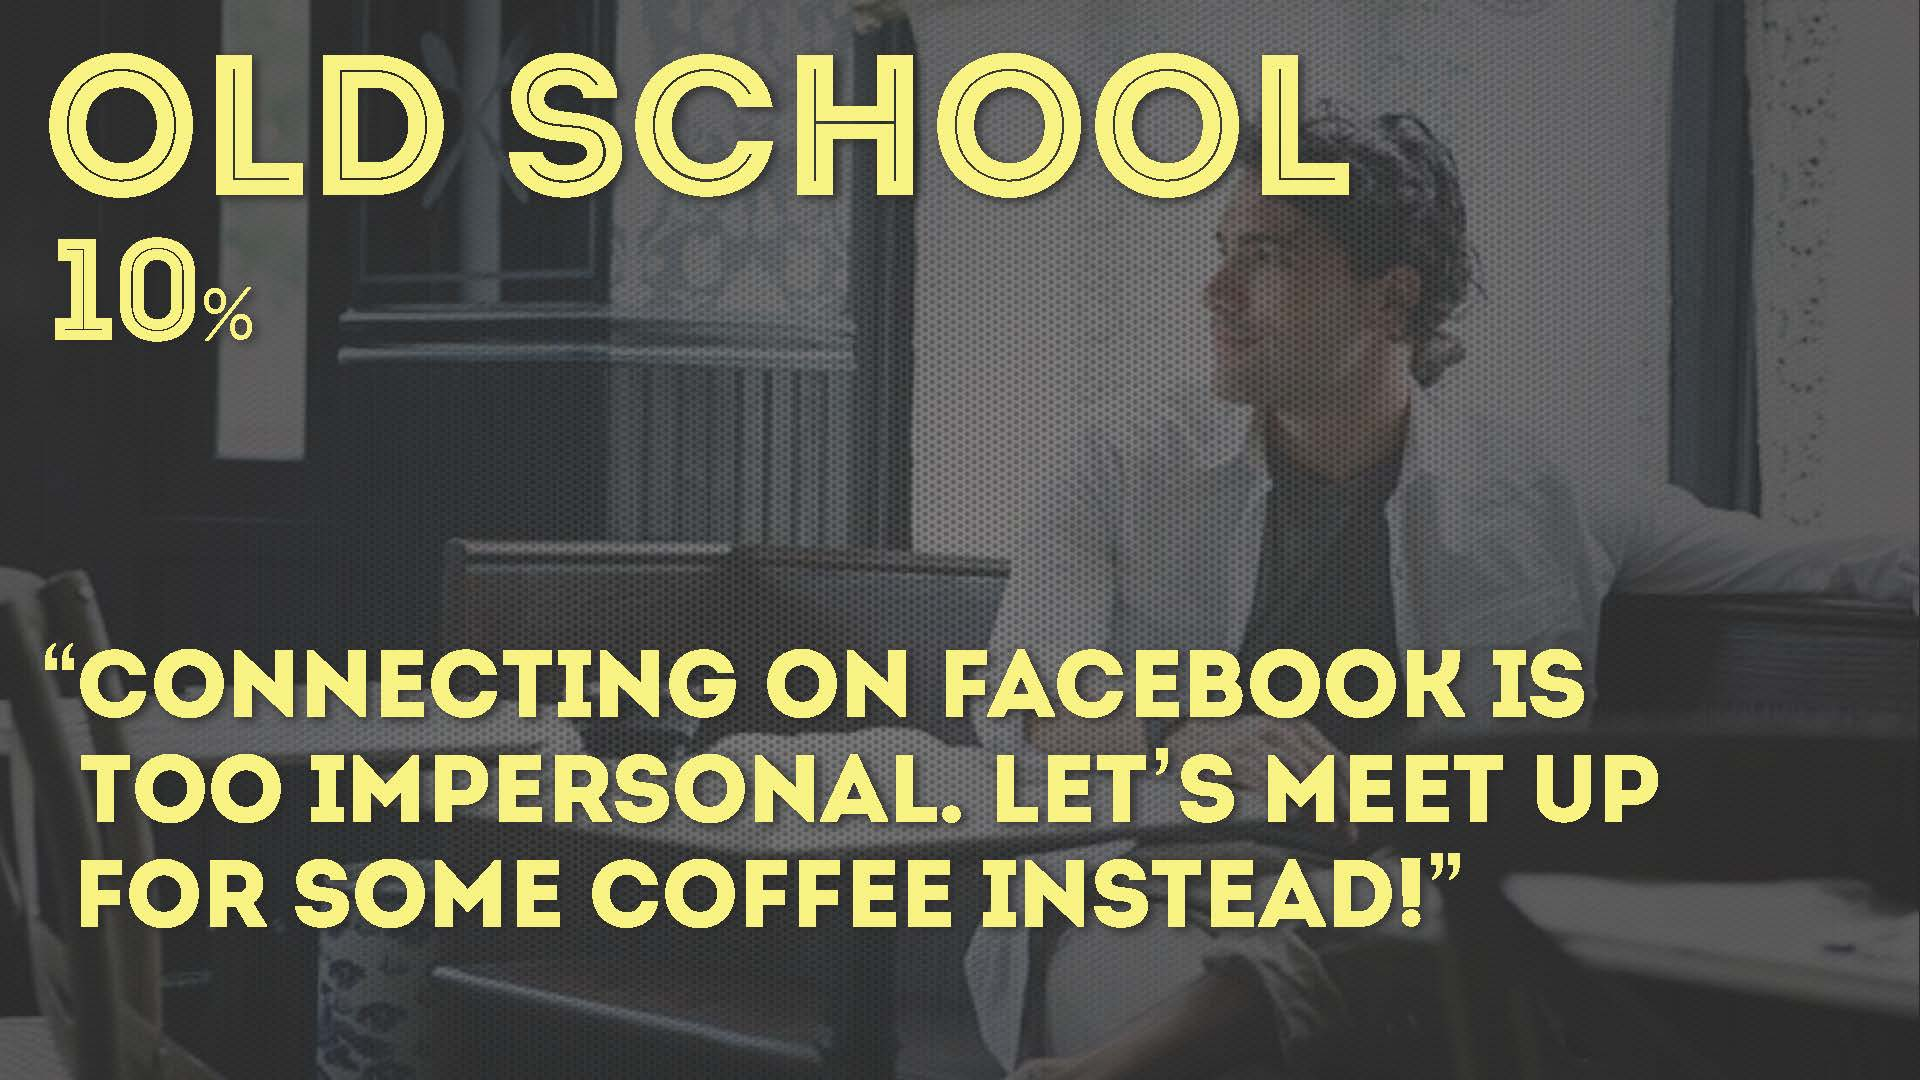 OLD SCHOOL
10%
“CONNECTING ON FACEBOOK IS
TOO IMPERSONAL. LET’S MEET UP
FOR SOME COFFEE INSTEAD!”